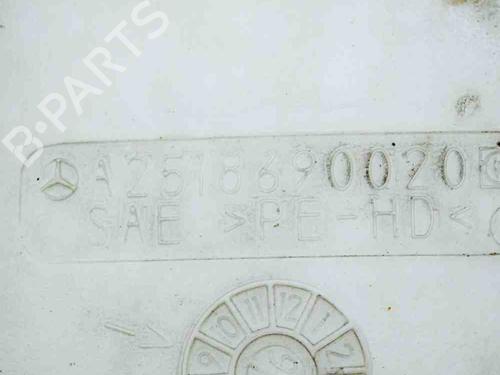 B-PARTS
A2518690020
SAE >PE-HD<
9 10 11 12 1 2